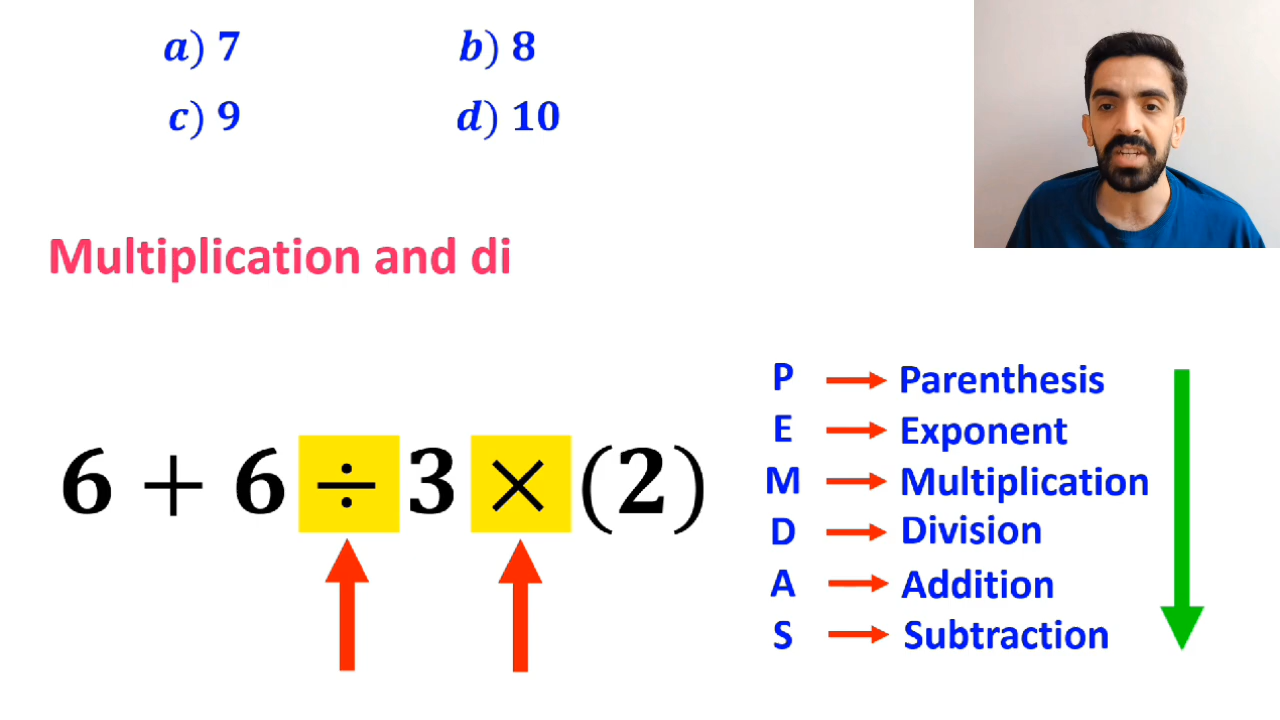 a) 7 b) 8
c) 9 d) 10
Multiplication and di
6 + 6 ÷ 3 × (2)
P → Parenthesis
E → Exponent
M → Multiplication
D → Division
A → Addition
S → Subtraction